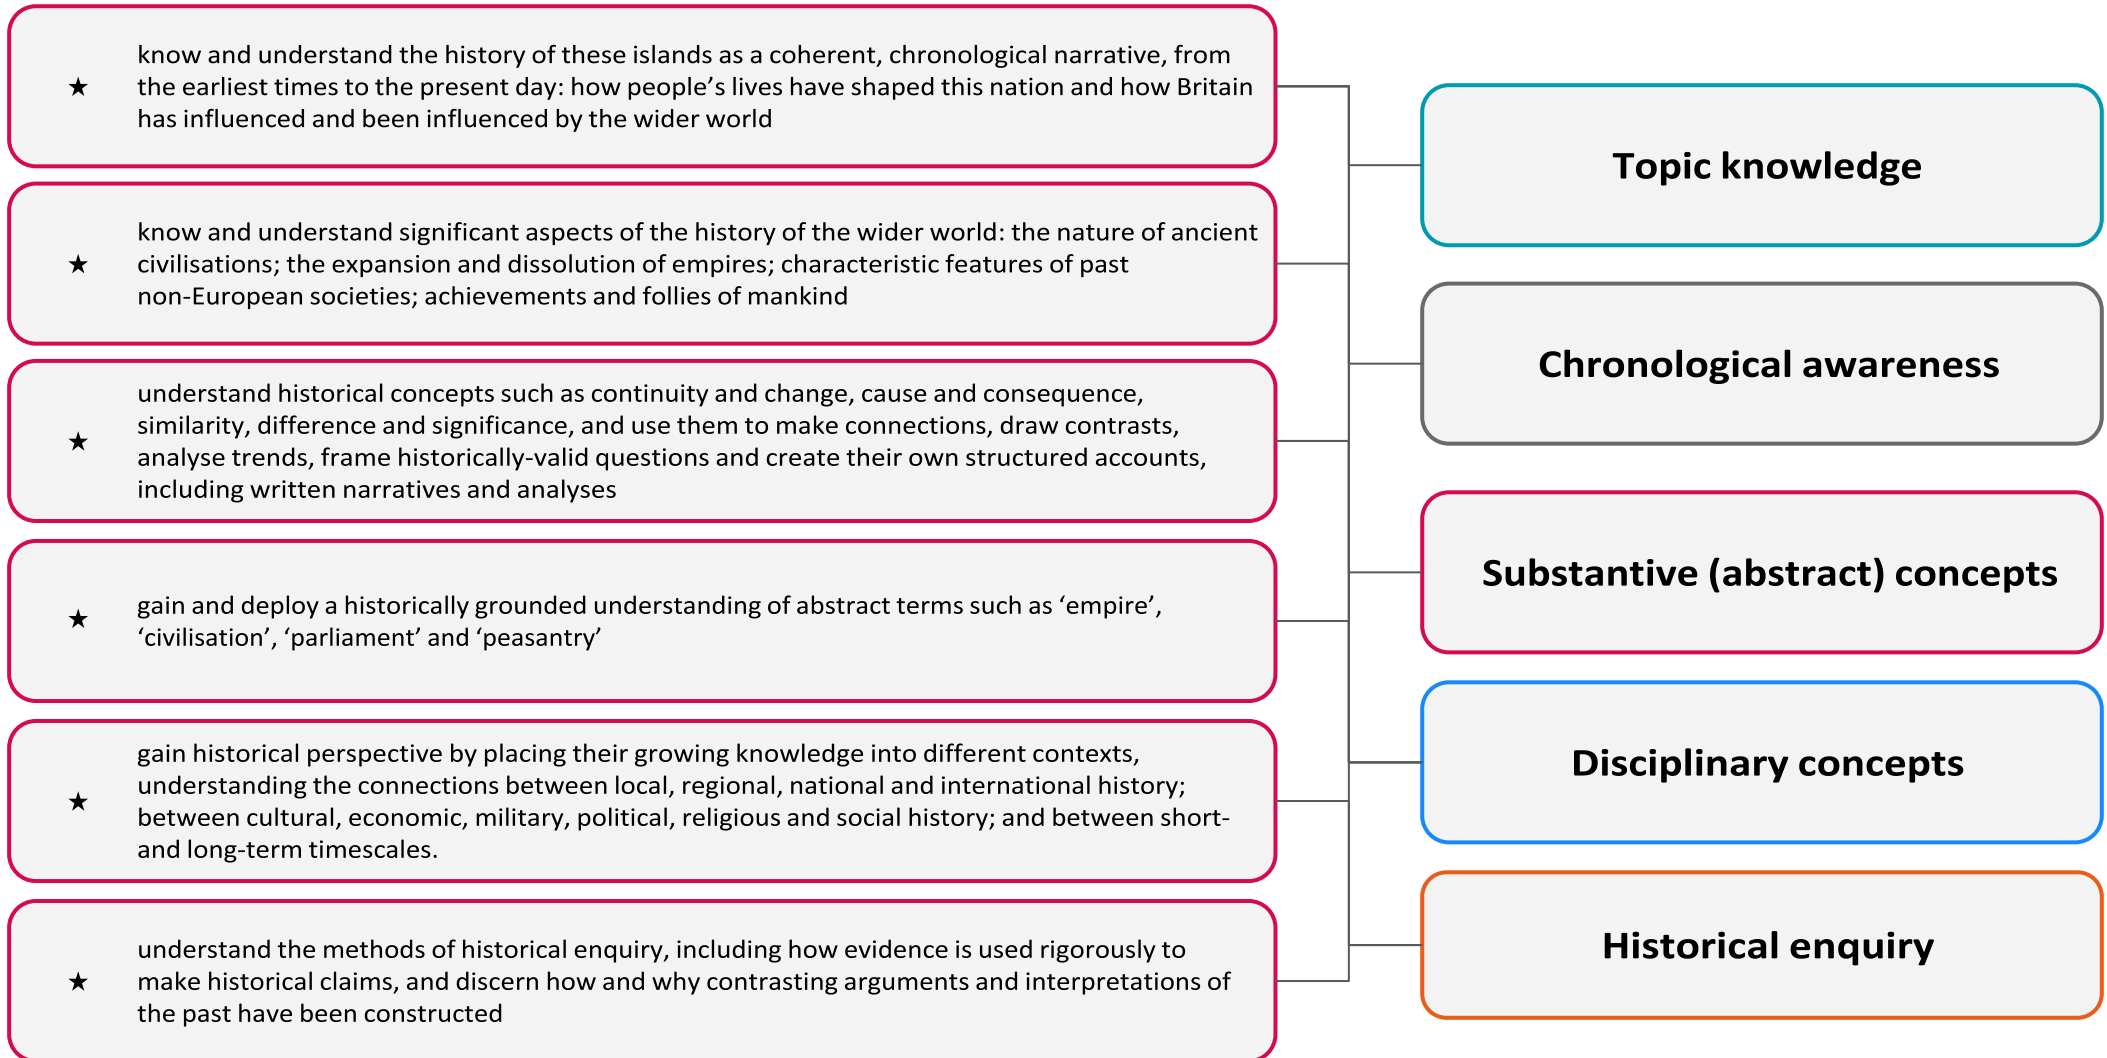 ★ know and understand the history of these islands as a coherent, chronological narrative, from
the earliest times to the present day: how people’s lives have shaped this nation and how Britain
has influenced and been influenced by the wider world
★ know and understand significant aspects of the history of the wider world: the nature of ancient
civilisations; the expansion and dissolution of empires; characteristic features of past
non-European societies; achievements and follies of mankind
★ understand historical concepts such as continuity and change, cause and consequence,
similarity, difference and significance, and use them to make connections, draw contrasts,
analyse trends, frame historically-valid questions and create their own structured accounts,
including written narratives and analyses
★ gain and deploy a historically grounded understanding of abstract terms such as ‘empire’,
‘civilisation’, ‘parliament’ and ‘peasantry’
★ gain historical perspective by placing their growing knowledge into different contexts,
understanding the connections between local, regional, national and international history;
between cultural, economic, military, political, religious and social history; and between short-
and long-term timescales.
★ understand the methods of historical enquiry, including how evidence is used rigorously to
make historical claims, and discern how and why contrasting arguments and interpretations of
the past have been constructed
Topic knowledge
Chronological awareness
Substantive (abstract) concepts
Disciplinary concepts
Historical enquiry